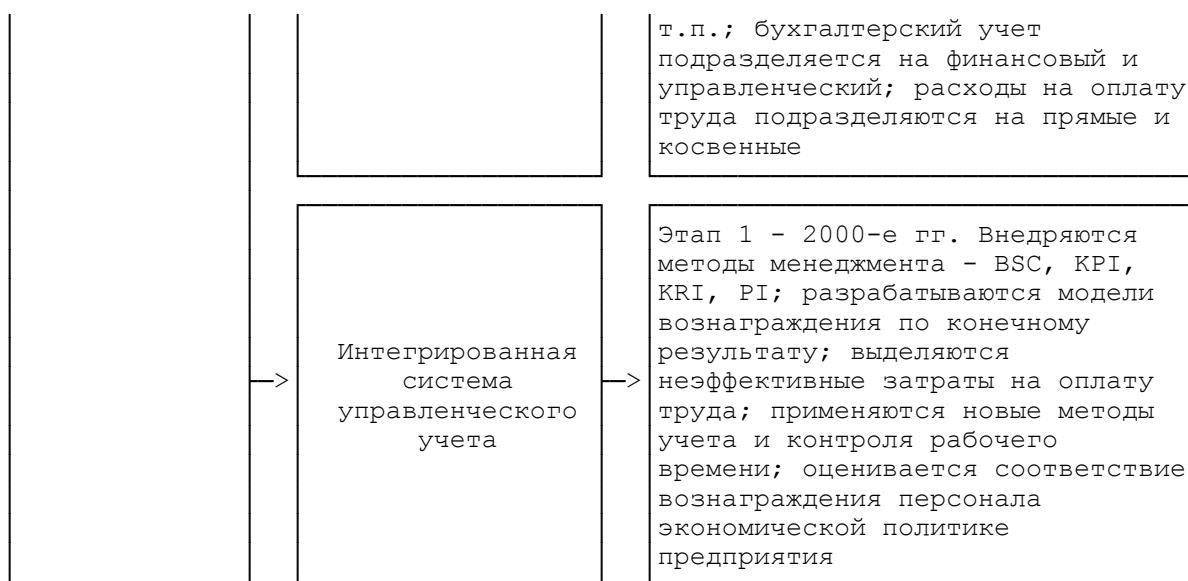 т.п.; бухгалтерский учет
подразделяется на финансовый и
управленческий; расходы на оплату
труда подразделяются на прямые и
косвенные
Интегрированная
система
управленческого
учета
Этап 1 - 2000-е гг. Внедряются
методы менеджмента - BSC, KPI,
KRI, PI; разрабатываются модели
вознаграждения по конечному
результату; выделяются
неэффективные затраты на оплату
труда; применяются новые методы
учета и контроля рабочего
времени; оценивается соответствие
вознаграждения персонала
экономической политике
предприятия